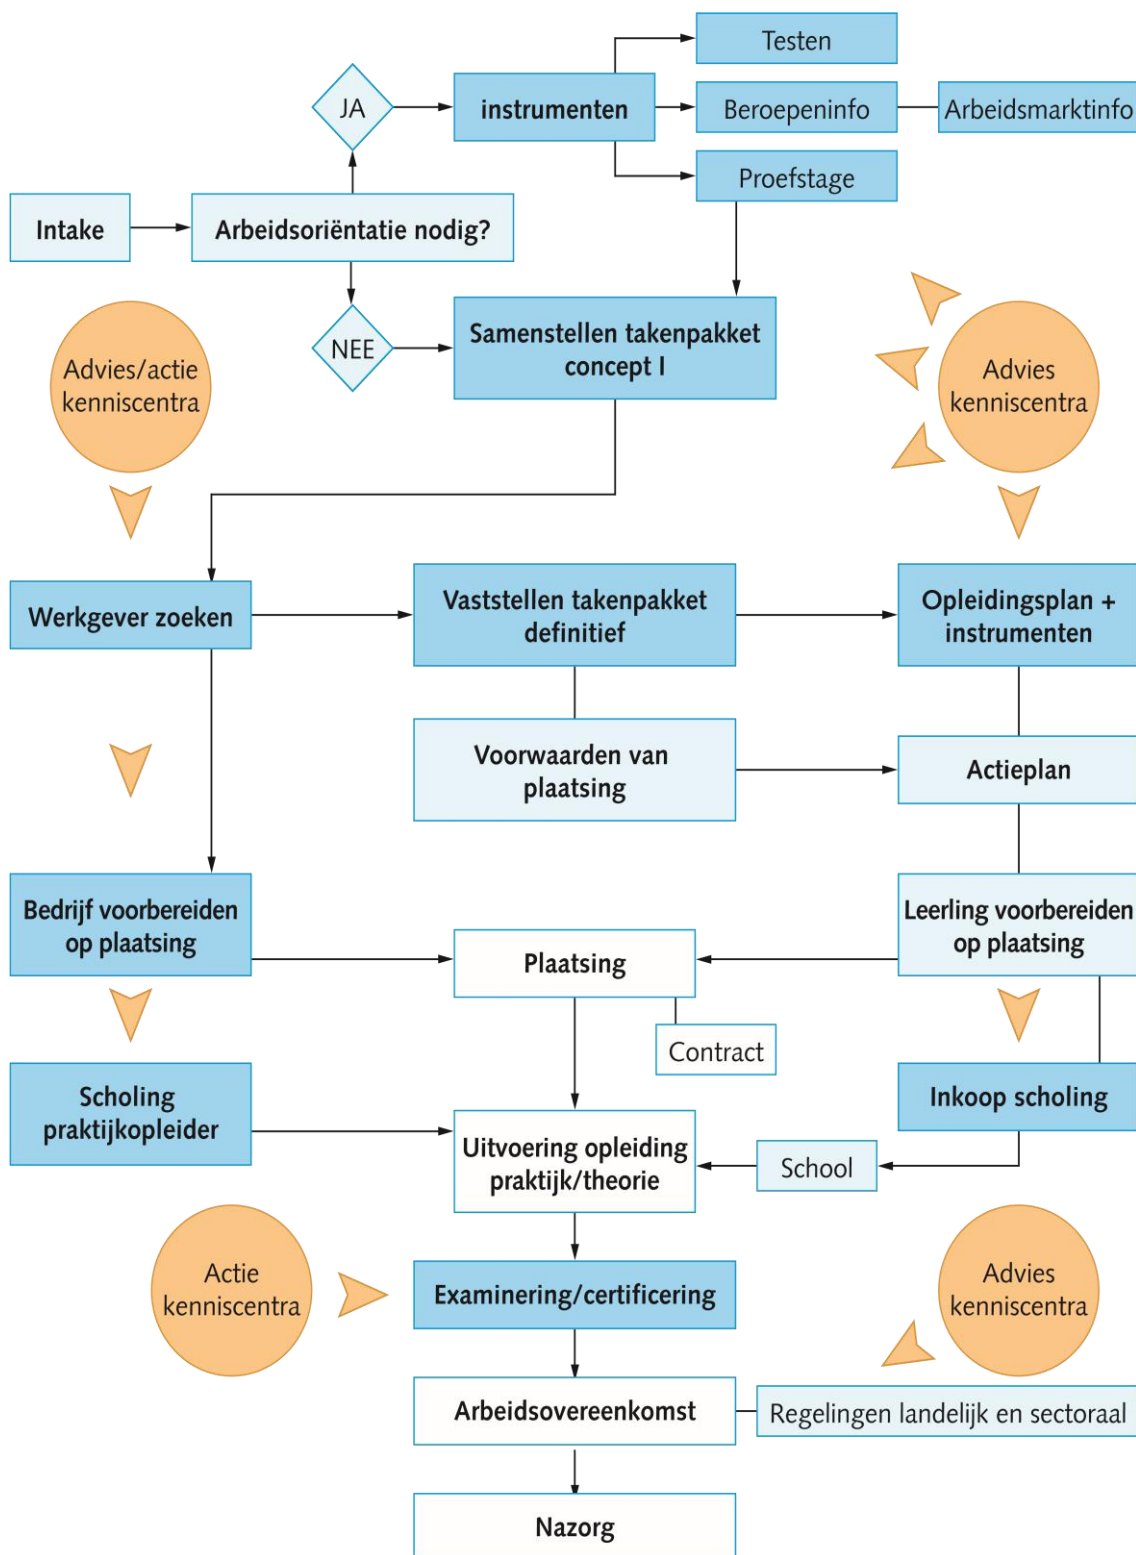 Testen
JA
instrumenten
Beroepeninfo
Arbeidsmarktinfo
Proefstage
Intake
Arbeidsoriëntatie nodig?
NEE
Samenstellen takenpakket
concept I
Advies/actie
kenniscentra
Advies
kenniscentra
Werkgever zoeken
Vaststellen takenpakket
definitief
Opleidingsplan +
instrumenten
Voorwaarden van
plaatsing
Actieplan
Bedrijf voorbereiden
op plaatsing
Plaatsing
Leerling voorbereiden
op plaatsing
Contract
Scholing
praktijkopleider
Uitvoering opleiding
praktijk/theorie
School
Inkoop scholing
Actie
kenniscentra
Examinering/certificering
Advies
kenniscentra
Arbeidsovereenkomst
Regelingen landelijk en sectoraal
Nazorg